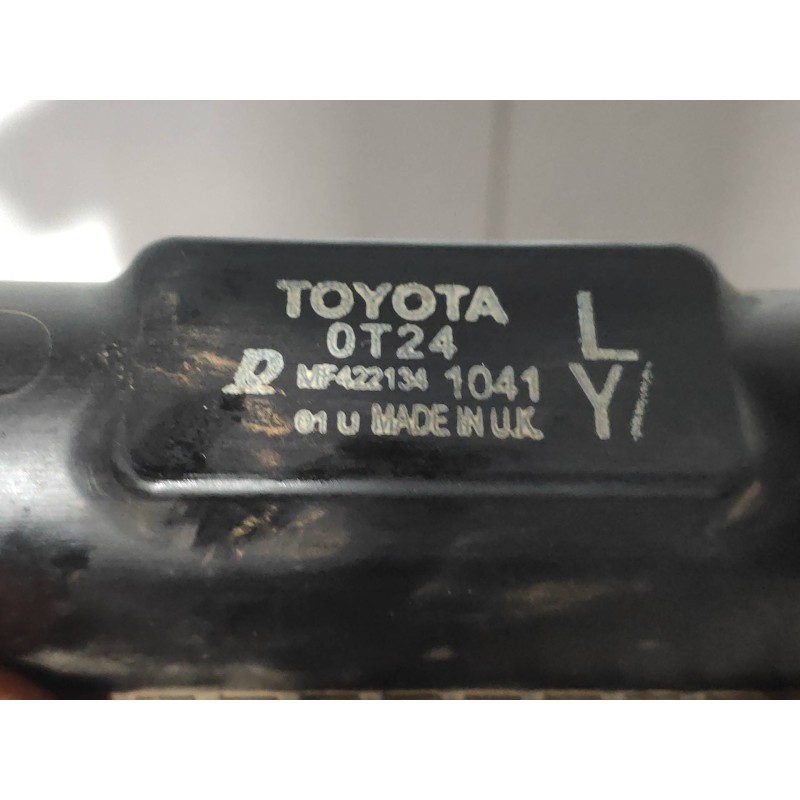 TOYOTA
0T24 L
MF422134 1041 Y
01 U MADE IN U.K.